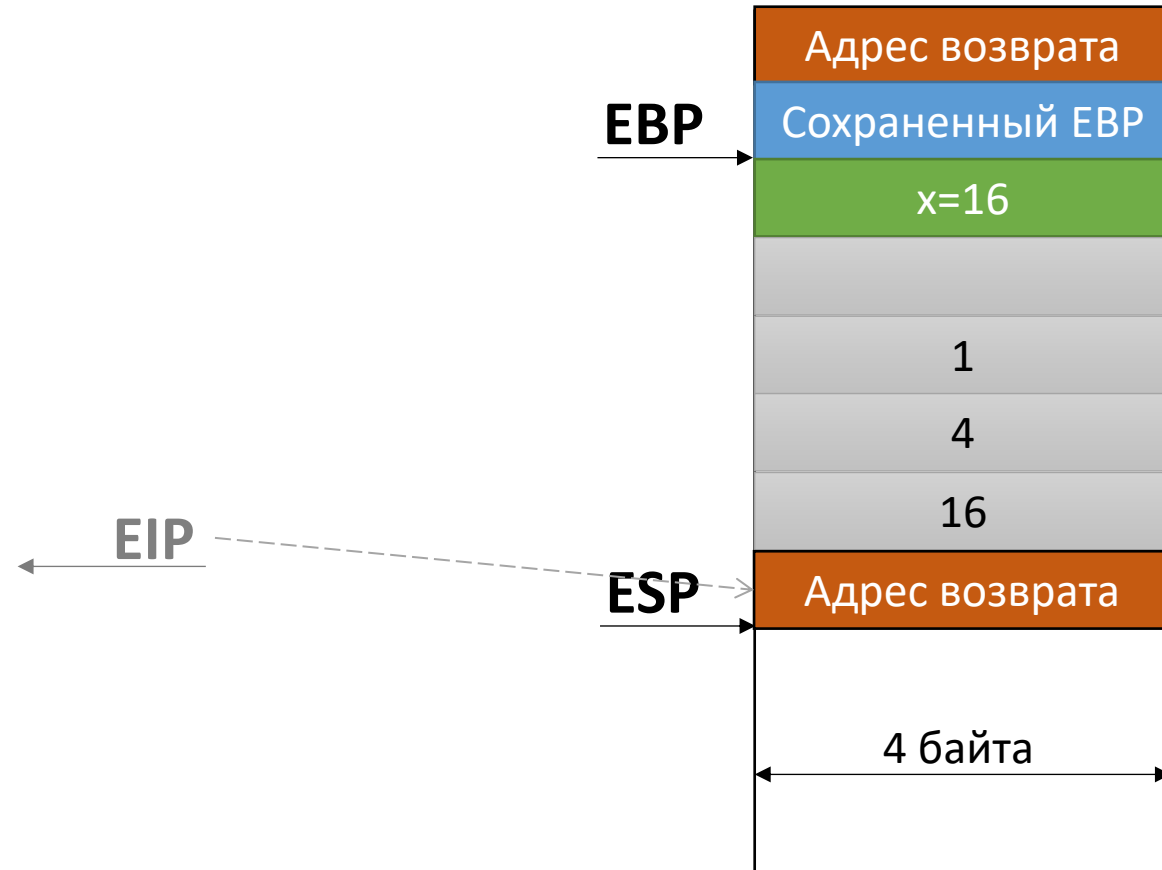 Адрес возврата
EBP
Сохраненный EBP
x=16
1
4
16
EIP
ESP
Адрес возврата
4 байта